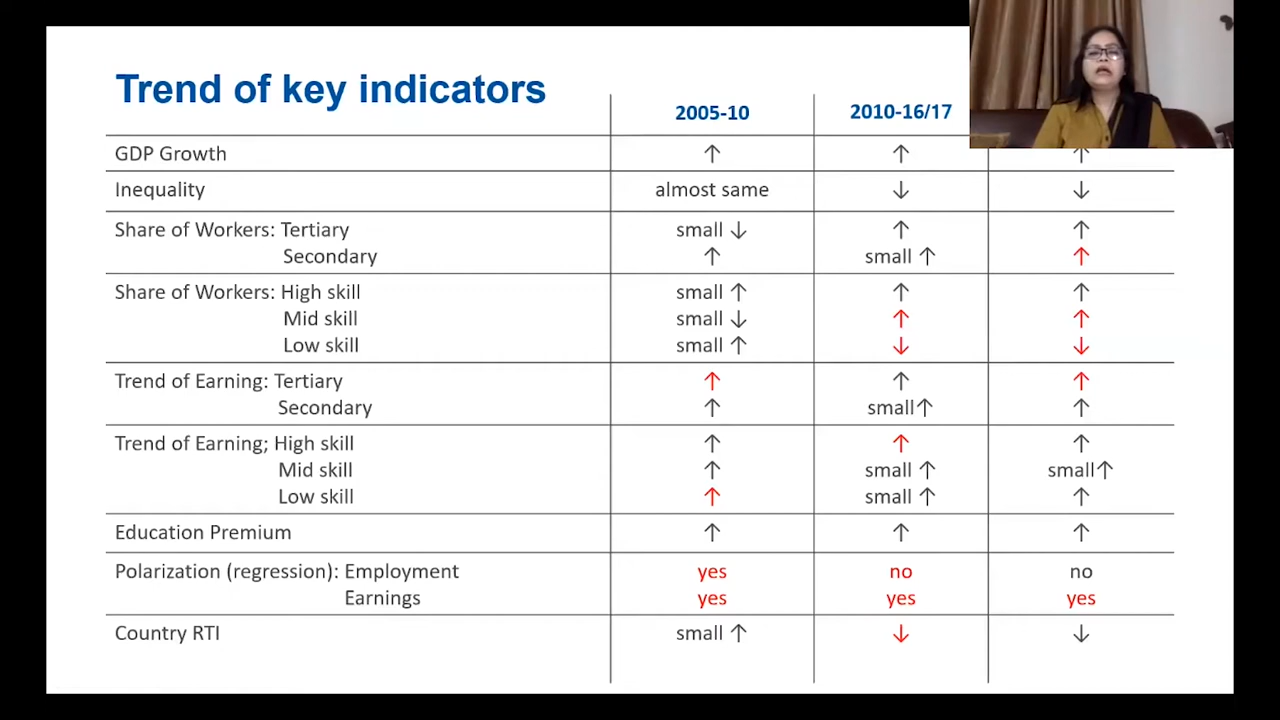 Trend of key indicators
2005-10 2010-16/17
GDP Growth ↑ ↑ ↑
Inequality almost same ↓ ↓
Share of Workers: Tertiary small ↓ ↑ ↑
Secondary ↑ small ↑ ↑
Share of Workers: High skill small ↑ ↑ ↑
Mid skill small ↓ ↑ ↑
Low skill small ↑ ↓ ↓
Trend of Earning: Tertiary ↑ ↑ ↑
Secondary ↑ small↑ ↑
Trend of Earning; High skill ↑ ↑ ↑
Mid skill ↑ small ↑ small↑
Low skill ↑ small ↑ ↑
Education Premium ↑ ↑ ↑
Polarization (regression): Employment yes no no
Earnings yes yes yes
Country RTI small ↑ ↓ ↓